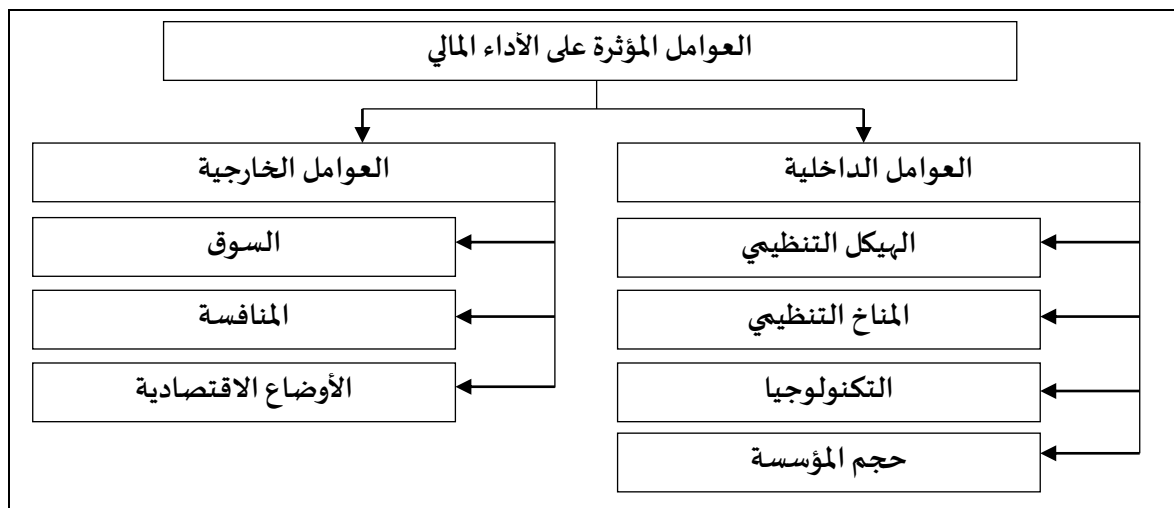 العوامل المؤثرة على الأداء المالي
العوامل الداخلية
الهيكل التنظيمي
المناخ التنظيمي
التكنولوجيا
حجم المؤسسة
العوامل الخارجية
السوق
المنافسة
الأوضاع الاقتصادية